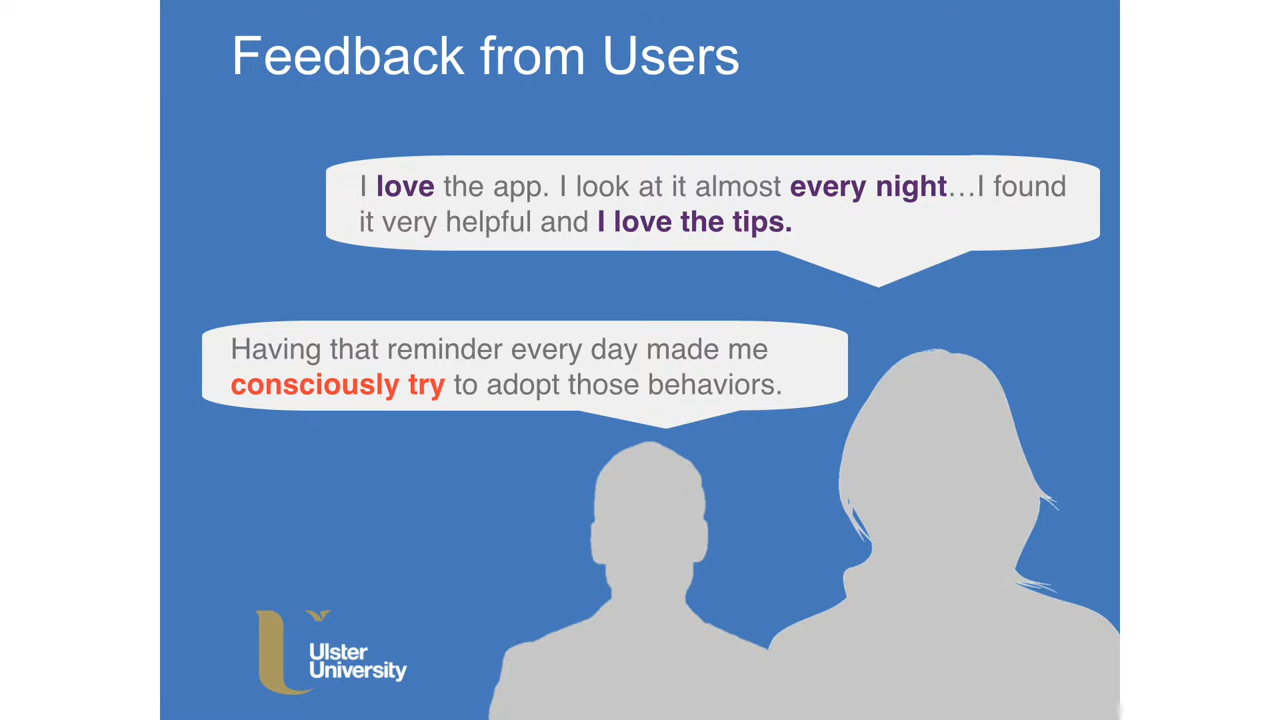 Feedback from Users
I love the app. I look at it almost every night…I found
it very helpful and I love the tips.
Having that reminder every day made me
consciously try to adopt those behaviors.
Ulster
University